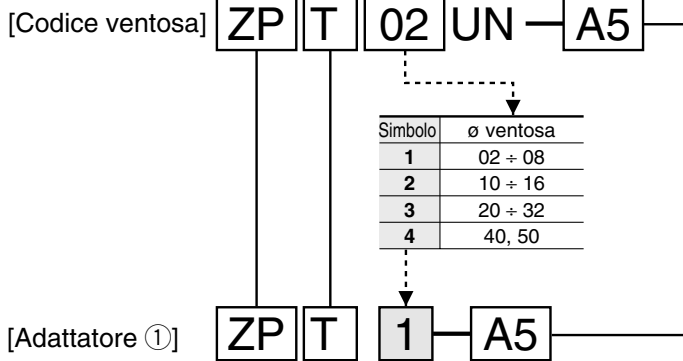 [Codice ventosa] ZP T 02 UN — A5
Simbolo ø ventosa
1 02 ÷ 08
2 10 ÷ 16
3 20 ÷ 32
4 40, 50
[Adattatore ①] ZP T 1 — A5